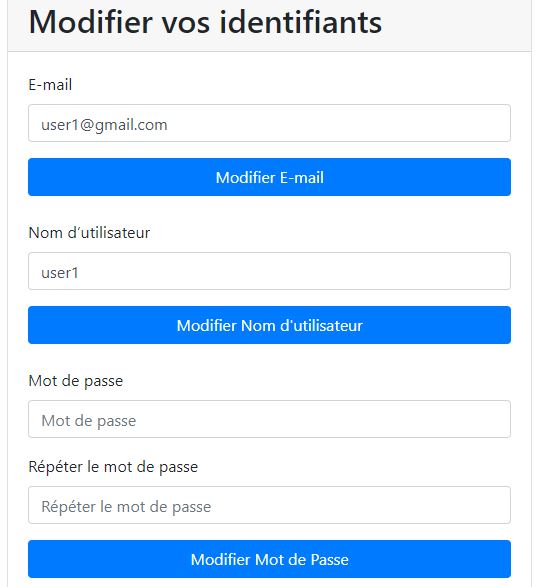 Modifier vos identifiants
E-mail
user1@gmail.com
Modifier E-mail
Nom d’utilisateur
user1
Modifier Nom d'utilisateur
Mot de passe
Mot de passe
Répéter le mot de passe
Répéter le mot de passe
Modifier Mot de Passe